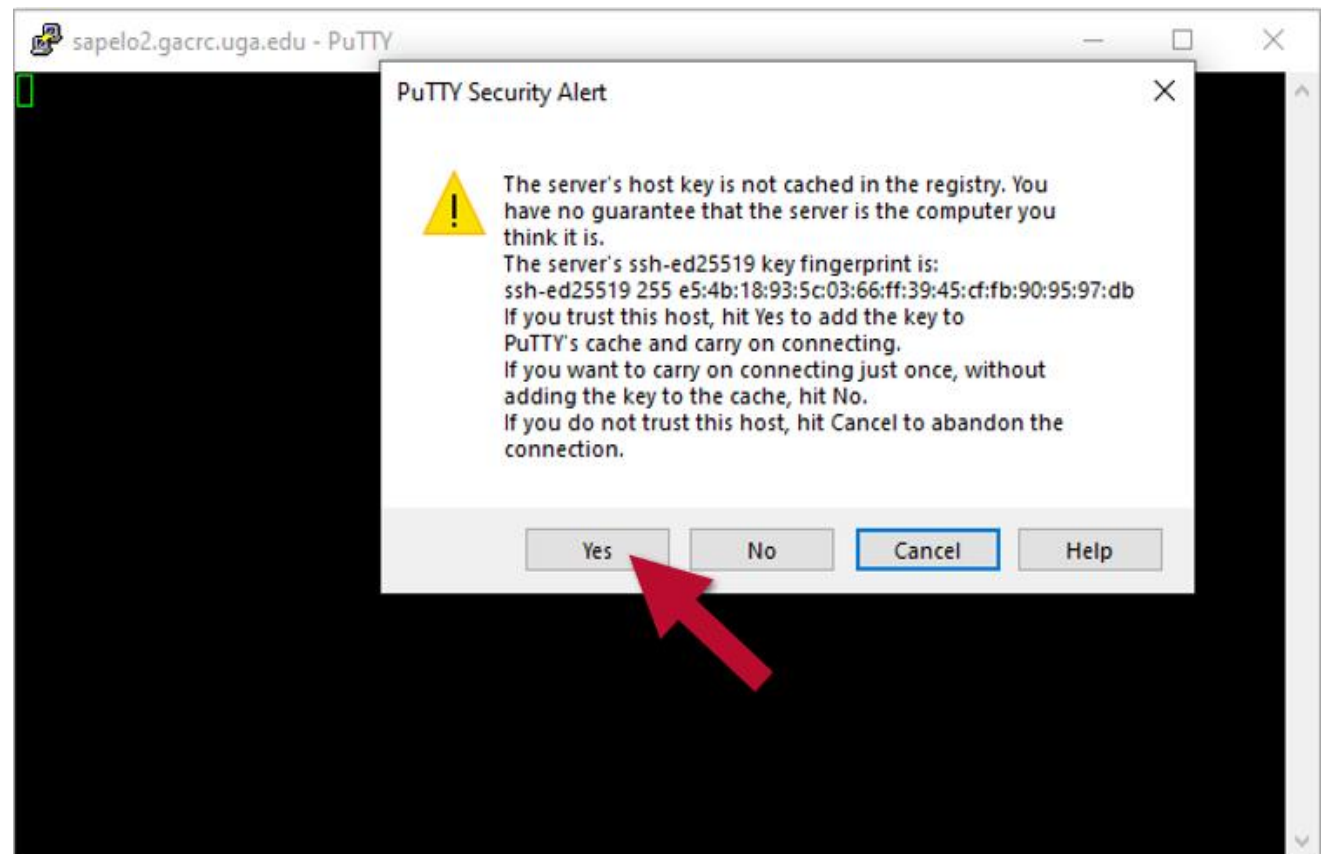 sapelo2.gacrc.uga.edu - PuTTY
PuTTY Security Alert
The server's host key is not cached in the registry. You
have no guarantee that the server is the computer you
think it is.
The server's ssh-ed25519 key fingerprint is:
ssh-ed25519 255 e5:4b:18:93:5c:03:66:ff:39:45:cf:fb:90:95:97:db
If you trust this host, hit Yes to add the key to
PuTTY's cache and carry on connecting.
If you want to carry on connecting just once, without
adding the key to the cache, hit No.
If you do not trust this host, hit Cancel to abandon the
connection.
Yes No Cancel Help